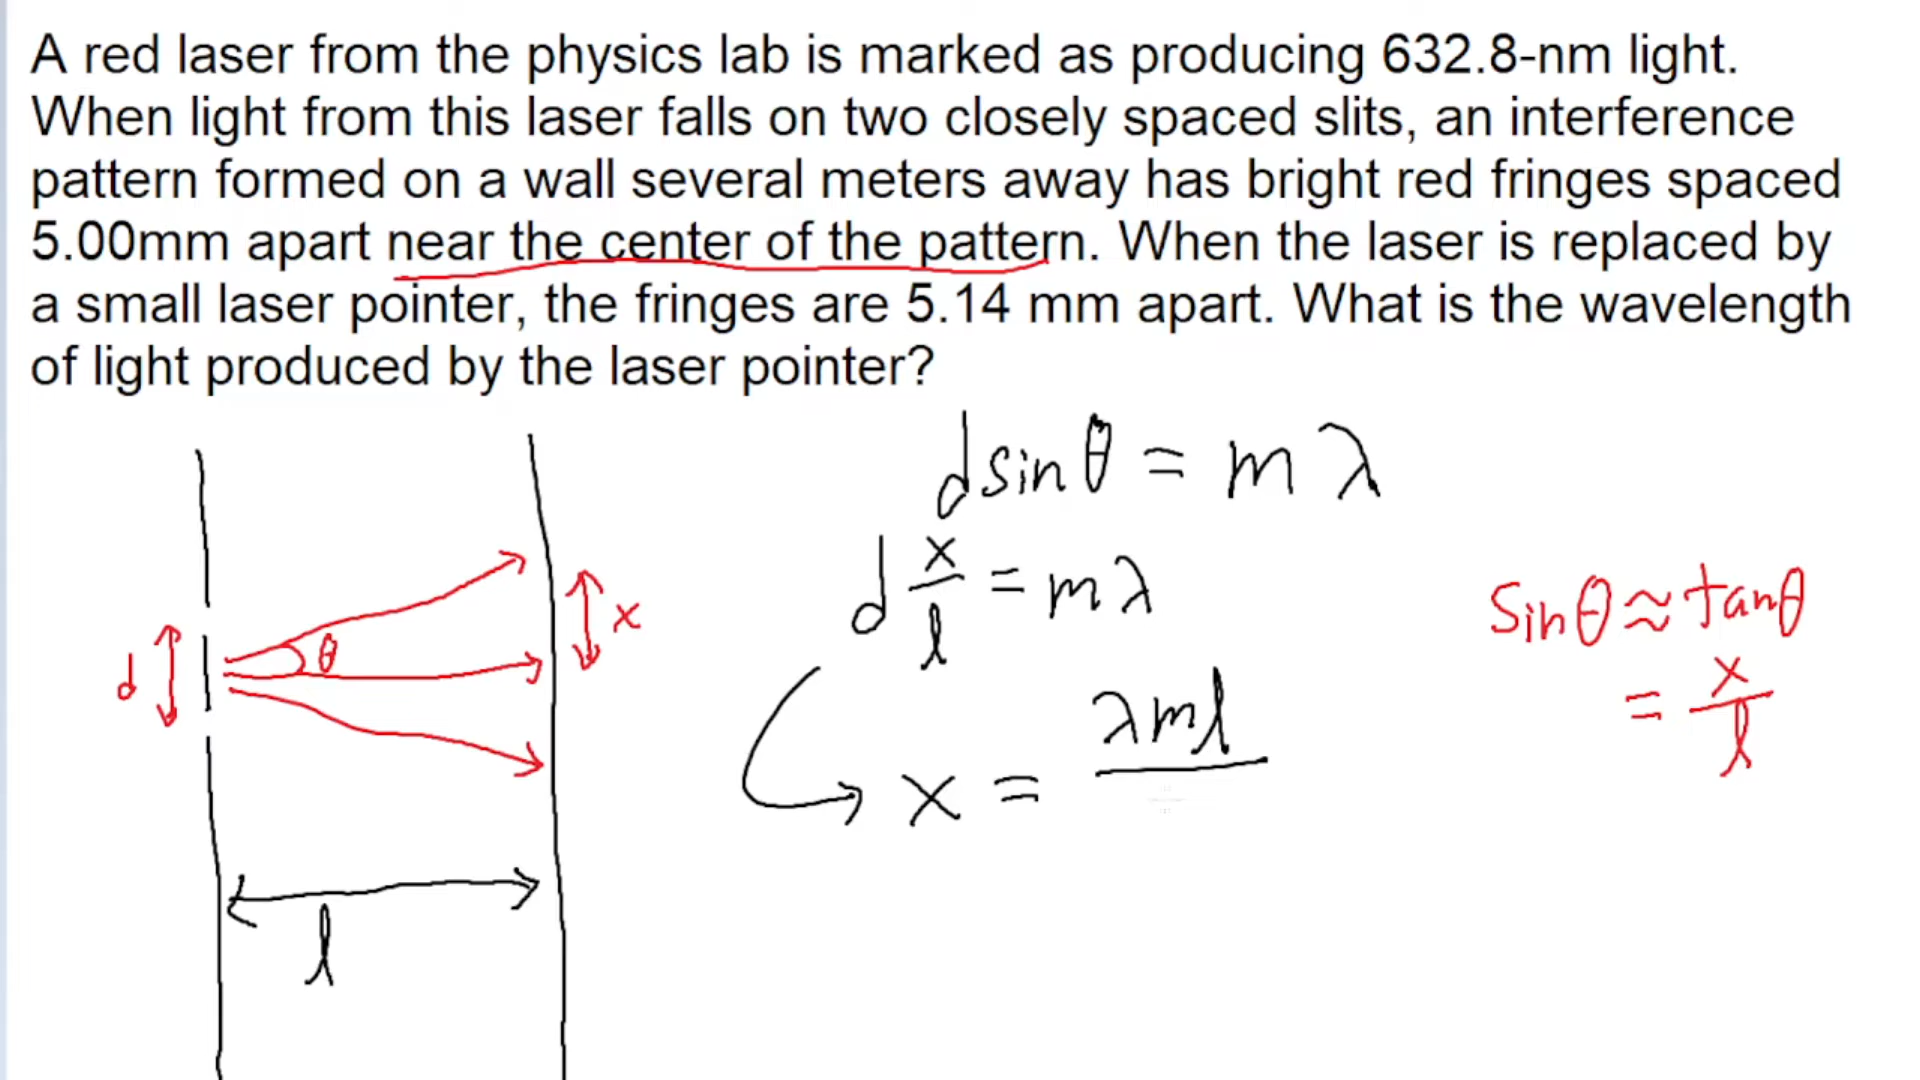 A red laser from the physics lab is marked as producing 632.8-nm light.
When light from this laser falls on two closely spaced slits, an interference
pattern formed on a wall several meters away has bright red fringes spaced
5.00mm apart near the center of the pattern. When the laser is replaced by
a small laser pointer, the fringes are 5.14 mm apart. What is the wavelength
of light produced by the laser pointer?
d sin θ = m λ
d x/l = m λ
x = λ m l
sin θ ≈ tan θ
= x/l
d
θ
x
l